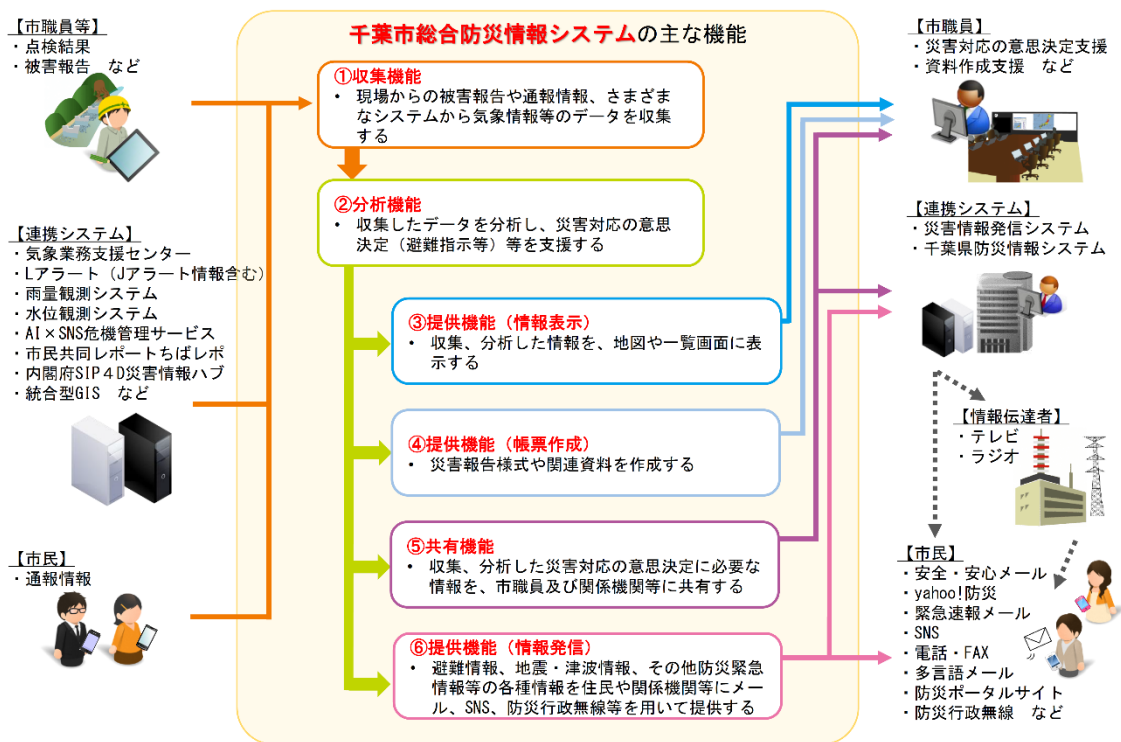 千葉市総合防災情報システムの主な機能
【市職員等】
・点検結果
・被害報告　など
【連携システム】
・気象業務支援センター
・Lアラート（Jアラート情報含む）
・雨量観測システム
・水位観測システム
・AI×SNS危機管理サービス
・市民共同レポートちばレポ
・内閣府SIP４D災害情報ハブ
・統合型GIS　など
【市民】
・通報情報
①収集機能
• 現場からの被害報告や通報情報、さまざま
なシステムから気象情報等のデータを収集
する
②分析機能
• 収集したデータを分析し、災害対応の意思
決定（避難指示等）等を支援する
③提供機能（情報表示）
• 収集、分析した情報を、地図や一覧画面に表
示する
④提供機能（帳票作成）
• 災害報告様式や関連資料を作成する
⑤共有機能
• 収集、分析した災害対応の意思決定に必要な
情報を、市職員及び関係機関等に共有する
⑥提供機能（情報発信）
• 避難情報、地震・津波情報、その他防災緊急
情報等の各種情報を住民や関係機関等にメー
ル、SNS、防災行政無線等を用いて提供する
【市職員】
・災害対応の意思決定支援
・資料作成支援　など
【連携システム】
・災害情報発信システム
・千葉県防災情報システム
【情報伝達者】
・テレビ
・ラジオ
【市民】
・安全・安心メール
・yahoo!防災
・緊急速報メール
・SNS
・電話・FAX
・多言語メール
・防災ポータルサイト
・防災行政無線　など